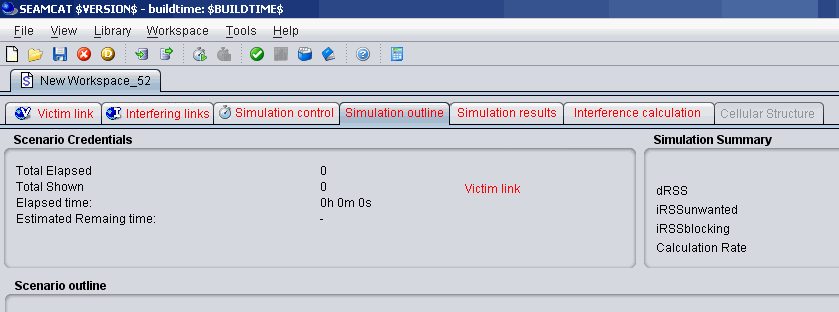 SEAMCAT $VERSION$ - buildtime: $BUILDTIME$
File View Library Workspace Tools Help
New Workspace_52
Victim link Interfering links Simulation control Simulation outline Simulation results Interference calculation Cellular Structure
Scenario Credentials
Total Elapsed 0
Total Shown 0
Elapsed time: 0h 0m 0s
Estimated Remaing time: -
Victim link
Simulation Summary
dRSS
iRSSunwanted
iRSSblocking
Calculation Rate
Scenario outline